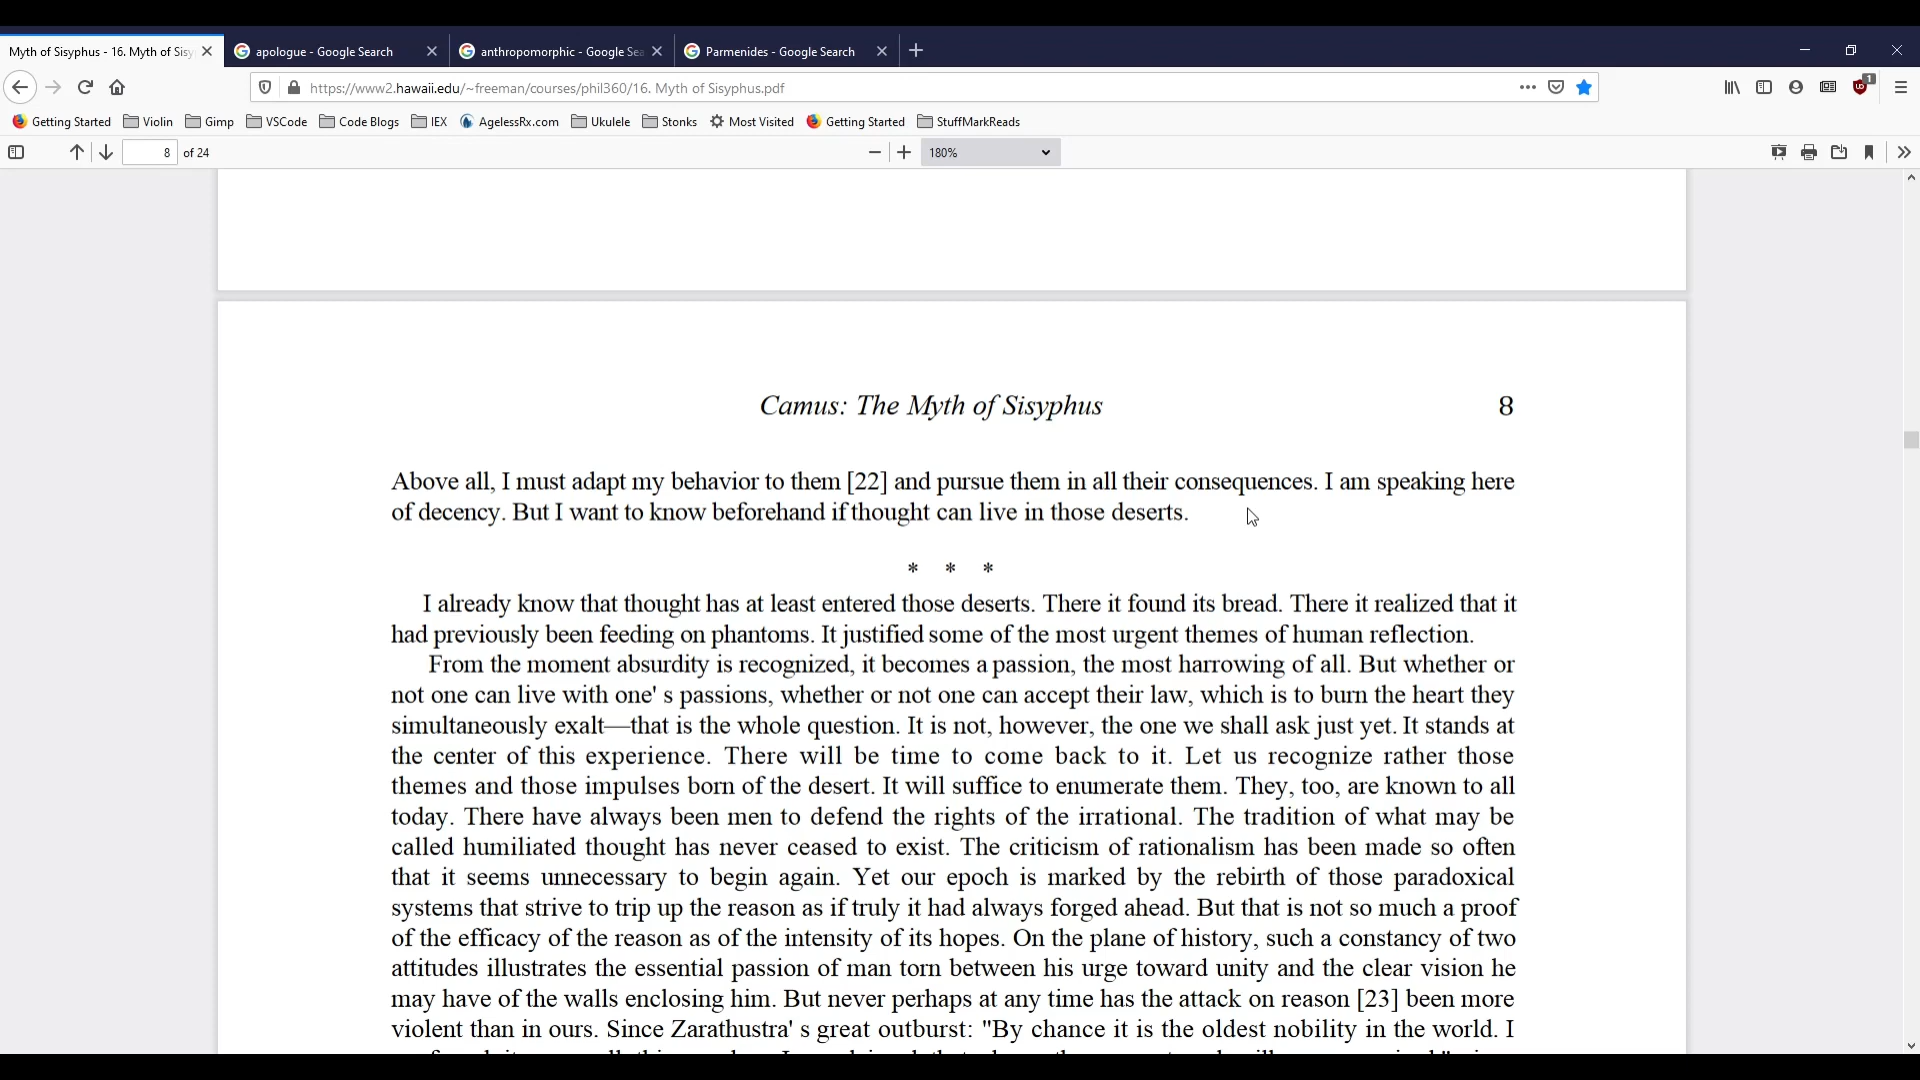 Myth of Sisyphus - 16. Myth of Sisy
apologue - Google Search
anthropomorphic - Google Sea
Parmenides - Google Search
https://www2.hawaii.edu/~freeman/courses/phil360/16. Myth of Sisyphus.pdf
1
Getting Started
Violin
Gimp
VSCode
Code Blogs
IEX
AgelessRx.com
Ukulele
Stonks
Most Visited
Getting Started
StuffMarkReads
8 of 24
180%
Camus: The Myth of Sisyphus 8
Above all, I must adapt my behavior to them [22] and pursue them in all their consequences. I am speaking here
of decency. But I want to know beforehand if thought can live in those deserts.
* * *
I already know that thought has at least entered those deserts. There it found its bread. There it realized that it
had previously been feeding on phantoms. It justified some of the most urgent themes of human reflection.
From the moment absurdity is recognized, it becomes a passion, the most harrowing of all. But whether or
not one can live with one' s passions, whether or not one can accept their law, which is to burn the heart they
simultaneously exalt—that is the whole question. It is not, however, the one we shall ask just yet. It stands at
the center of this experience. There will be time to come back to it. Let us recognize rather those
themes and those impulses born of the desert. It will suffice to enumerate them. They, too, are known to all
today. There have always been men to defend the rights of the irrational. The tradition of what may be
called humiliated thought has never ceased to exist. The criticism of rationalism has been made so often
that it seems unnecessary to begin again. Yet our epoch is marked by the rebirth of those paradoxical
systems that strive to trip up the reason as if truly it had always forged ahead. But that is not so much a proof
of the efficacy of the reason as of the intensity of its hopes. On the plane of history, such a constancy of two
attitudes illustrates the essential passion of man torn between his urge toward unity and the clear vision he
may have of the walls enclosing him. But never perhaps at any time has the attack on reason [23] been more
violent than in ours. Since Zarathustra' s great outburst: "By chance it is the oldest nobility in the world. I